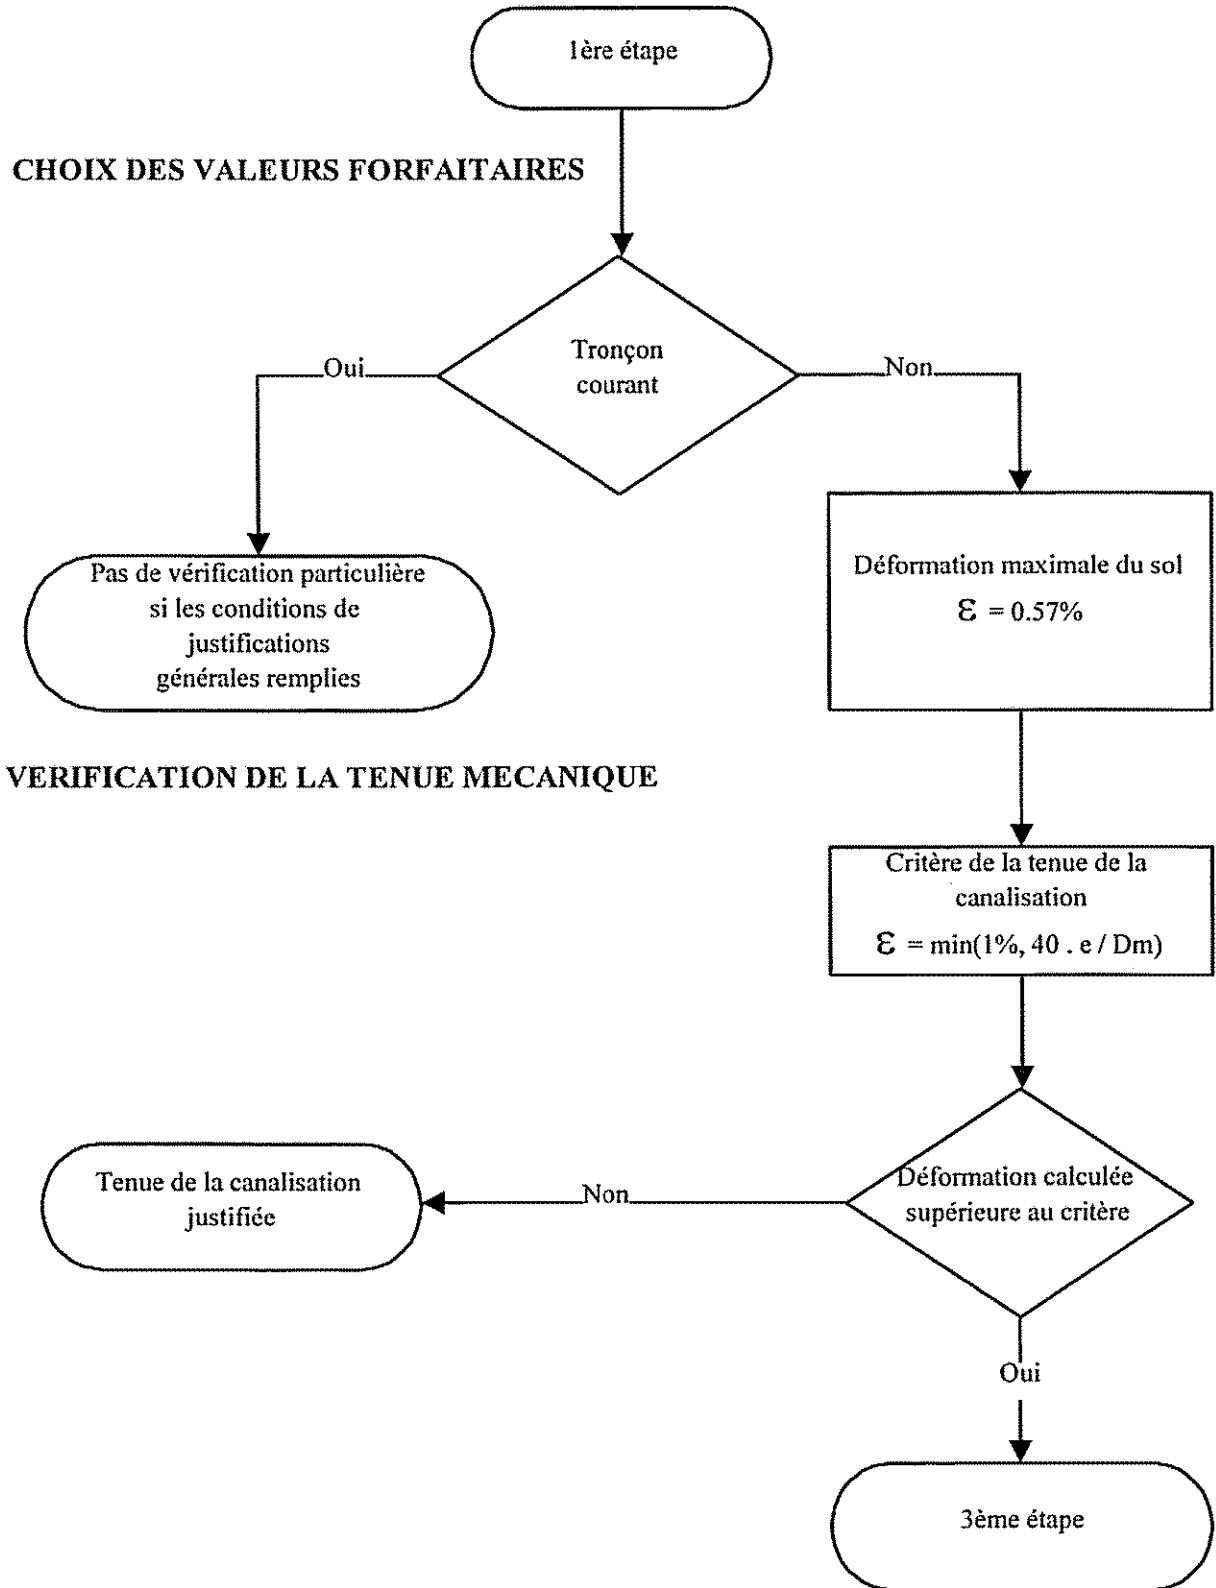 1ère étape
CHOIX DES VALEURS FORFAITAIRES
Tronçon
courant
Oui
Non
Pas de vérification particulière
si les conditions de
justifications
générales remplies
Déformation maximale du sol
ε = 0.57%
VERIFICATION DE LA TENUE MECANIQUE
Critère de la tenue de la
canalisation
ε = min(1%, 40 . e / Dm)
Déformation calculée
supérieure au critère
Non
Tenue de la canalisation
justifiée
Oui
3ème étape